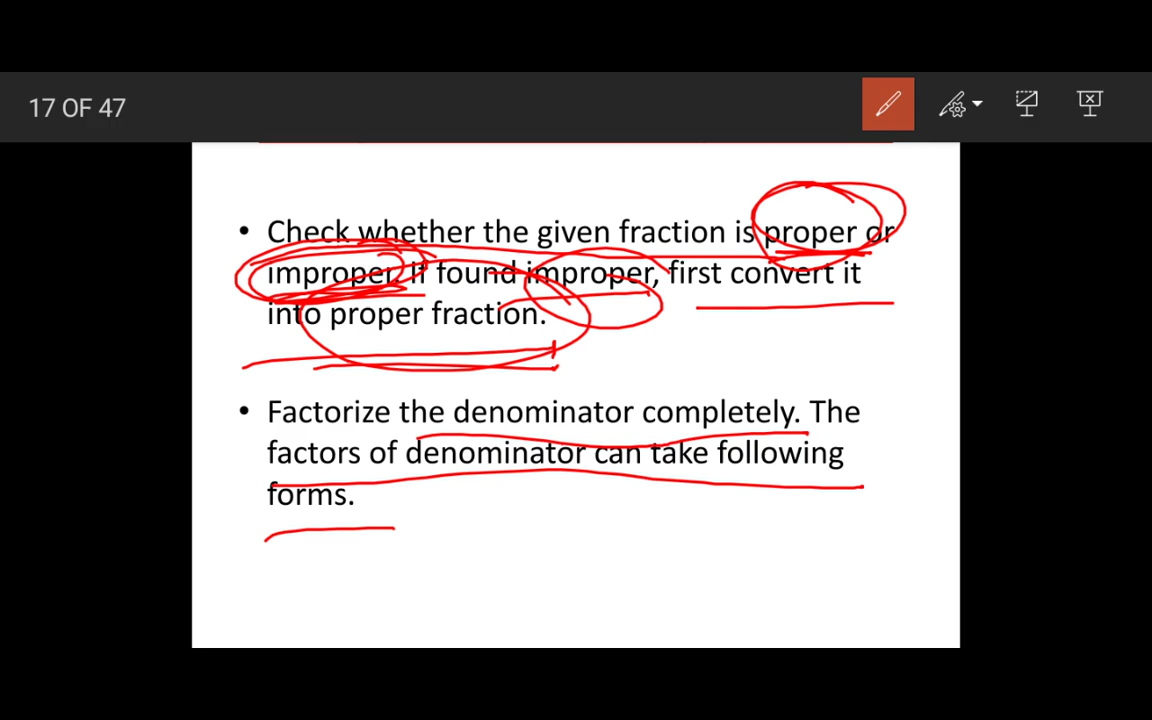 17 OF 47
• Check whether the given fraction is proper or
improper, if found improper, first convert it
into proper fraction.
• Factorize the denominator completely. The
factors of denominator can take following
forms.